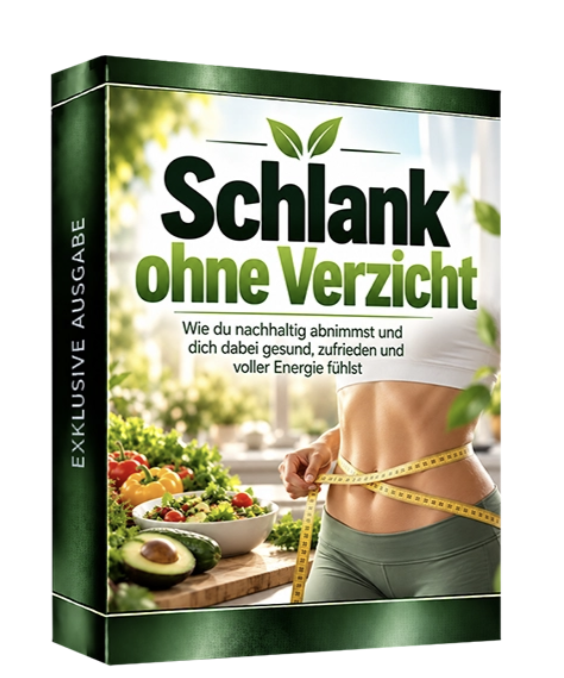 Schlank
ohne Verzicht
Wie du nachhaltig abnimmst und
dich dabei gesund, zufrieden und
voller Energie fühlst
EXKLUSIVE AUSGABE